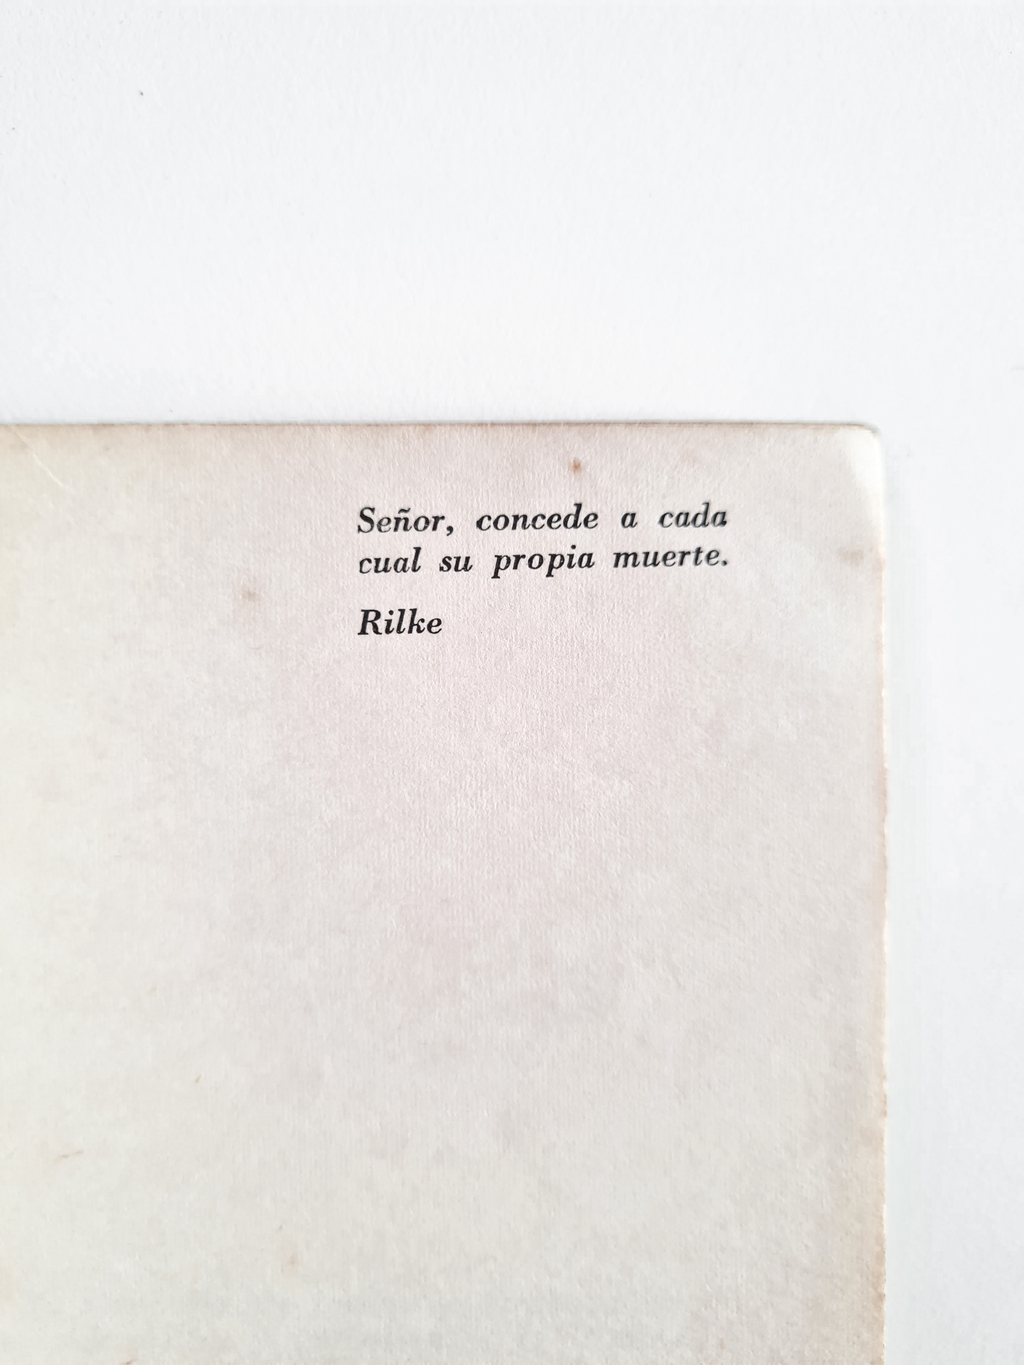 Señor, concede a cada
cual su propia muerte.
Rilke